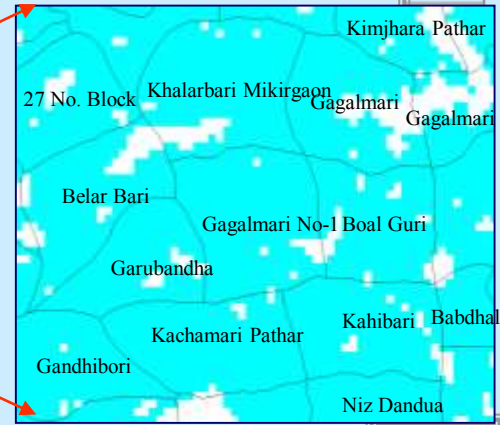 Kimjhara Pathar
27 No. Block
Khalarbari Mikirgaon
Gagalmari
Gagalmari
Belar Bari
Gagalmari No-1
Boal Guri
Garubandha
Kachamari Pathar
Kahibari
Babdhal
Gandhibori
Niz Dandua